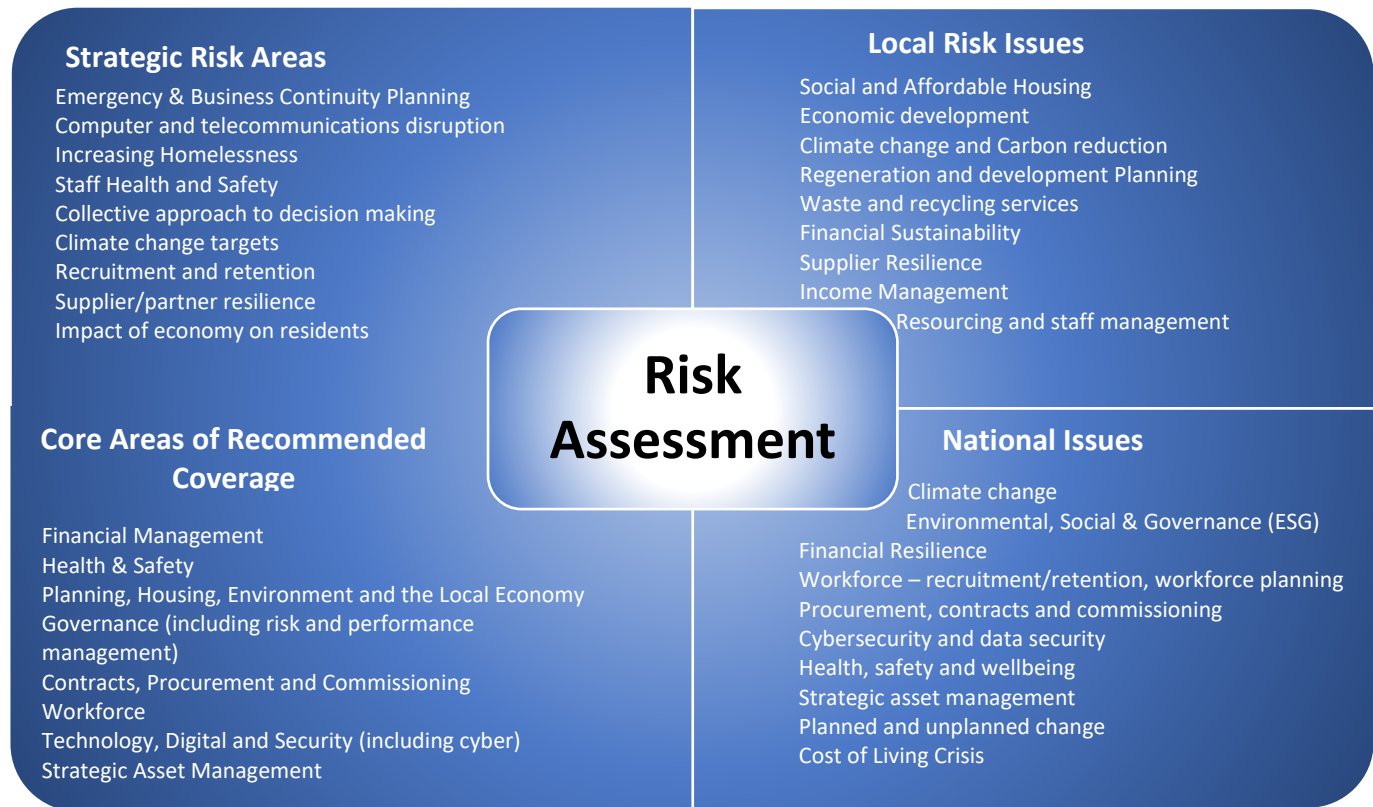 Strategic Risk Areas
Emergency & Business Continuity Planning
Computer and telecommunications disruption
Increasing Homelessness
Staff Health and Safety
Collective approach to decision making
Climate change targets
Recruitment and retention
Supplier/partner resilience
Impact of economy on residents
Local Risk Issues
Social and Affordable Housing
Economic development
Climate change and Carbon reduction
Regeneration and development Planning
Waste and recycling services
Financial Sustainability
Supplier Resilience
Income Management
Resourcing and staff management
Risk
Assessment
Core Areas of Recommended
Coverage
Financial Management
Health & Safety
Planning, Housing, Environment and the Local Economy
Governance (including risk and performance
management)
Contracts, Procurement and Commissioning
Workforce
Technology, Digital and Security (including cyber)
Strategic Asset Management
National Issues
Climate change
Environmental, Social & Governance (ESG)
Financial Resilience
Workforce – recruitment/retention, workforce planning
Procurement, contracts and commissioning
Cybersecurity and data security
Health, safety and wellbeing
Strategic asset management
Planned and unplanned change
Cost of Living Crisis